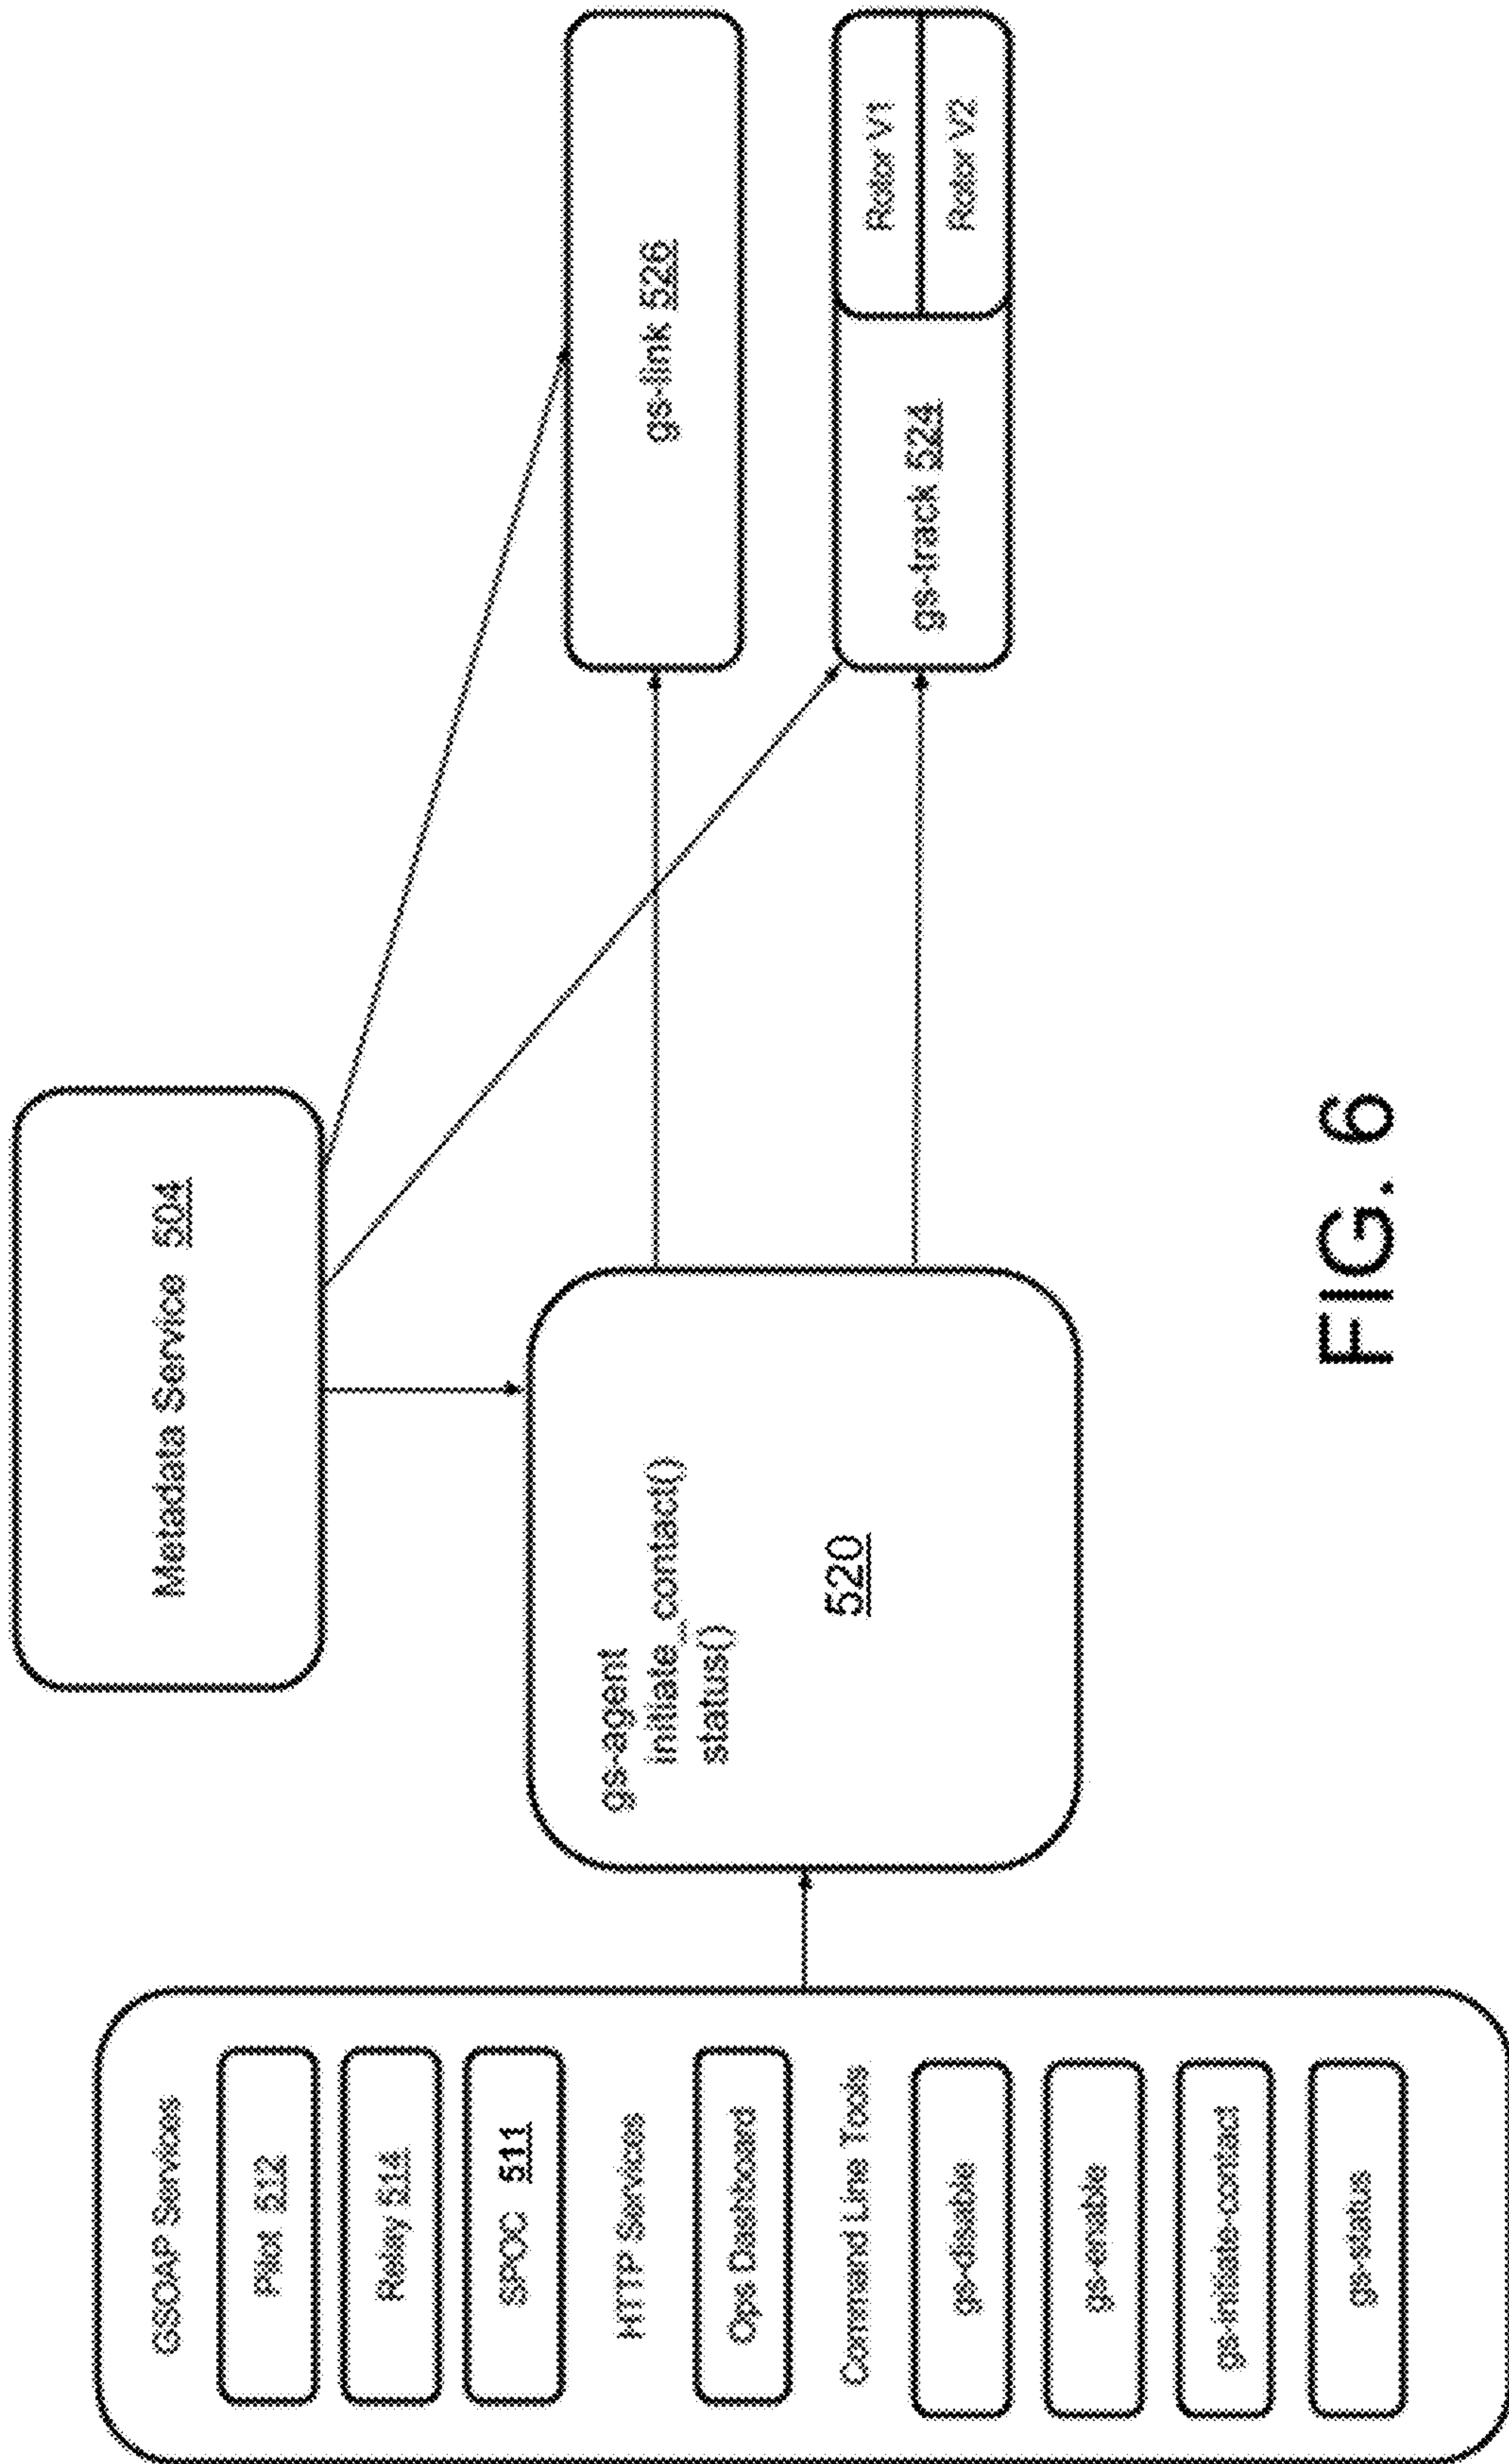 Metadata Service 504
GSOAP Services
Pilot 512
Relay 514
SPOC 511
HTTP Services
Ops Dashboard
Command Line Tools
gs-disable
gs-enable
gs-initiate-contact
gs-status
gs-agent
initiate_contact()
status()
520
gs-link 526
gs-track 524
Rotor V1
Rotor V2
FIG. 6